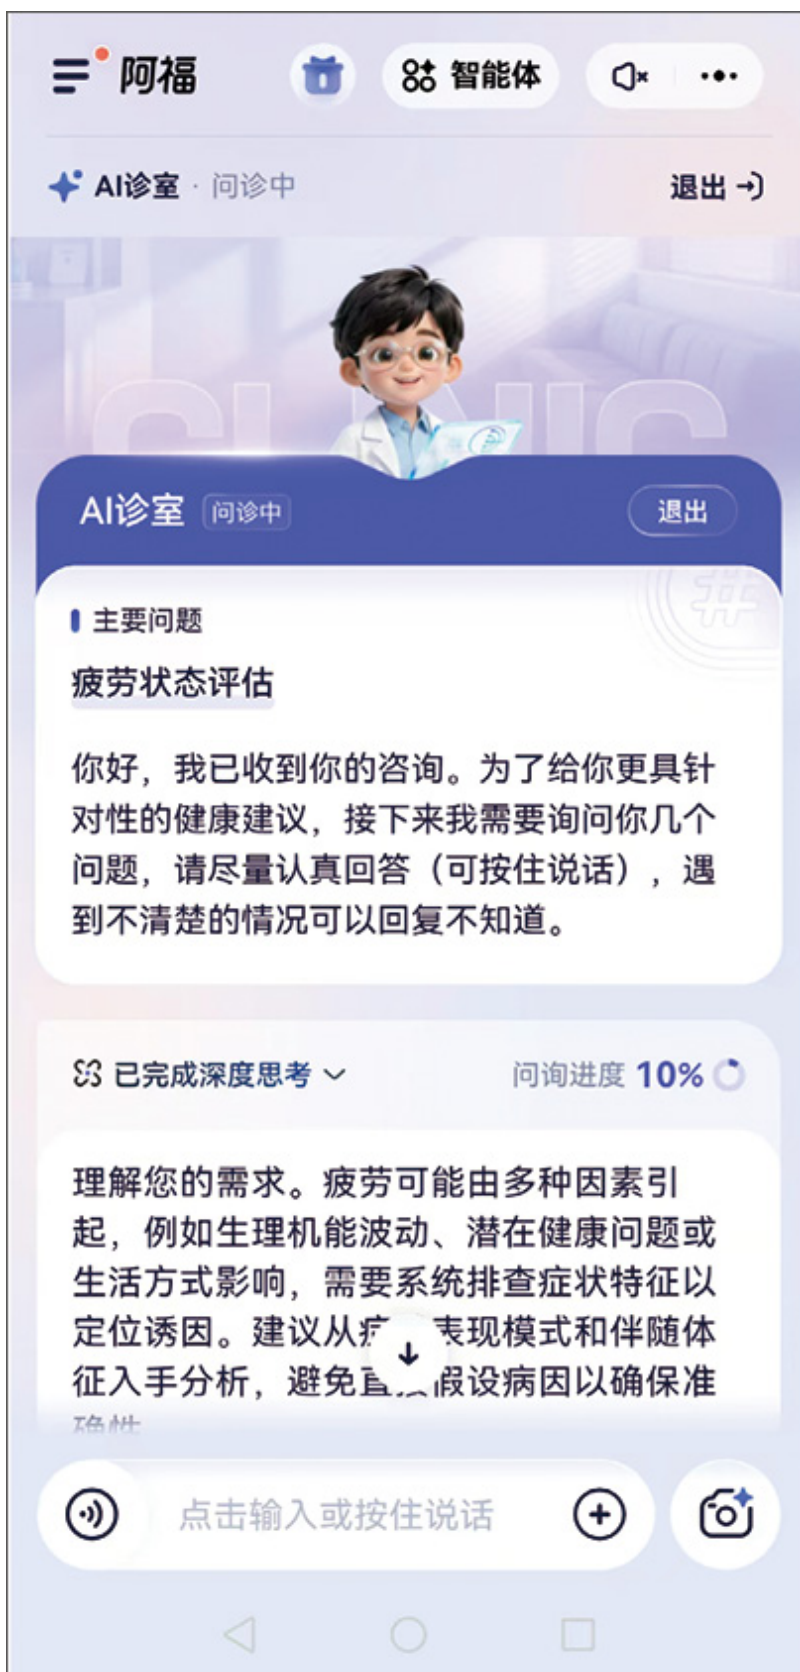 阿福
智能体
AI诊室 · 问诊中
退出
CLINIC
AI诊室 问诊中
退出
主要问题
疲劳状态评估
你好，我已收到你的咨询。为了给你更具针
对性的健康建议，接下来我需要询问你几个
问题，请尽量认真回答（可按住说话），遇
到不清楚的情况可以回复不知道。
已完成深度思考
问询进度 10%
理解您的需求。疲劳可能由多种因素引
起，例如生理机能波动、潜在健康问题或
生活方式影响，需要系统排查症状特征以
定位诱因。建议从 表现模式和伴随体
征入手分析，避免 假设病因以确保准
确性
点击输入或按住说话